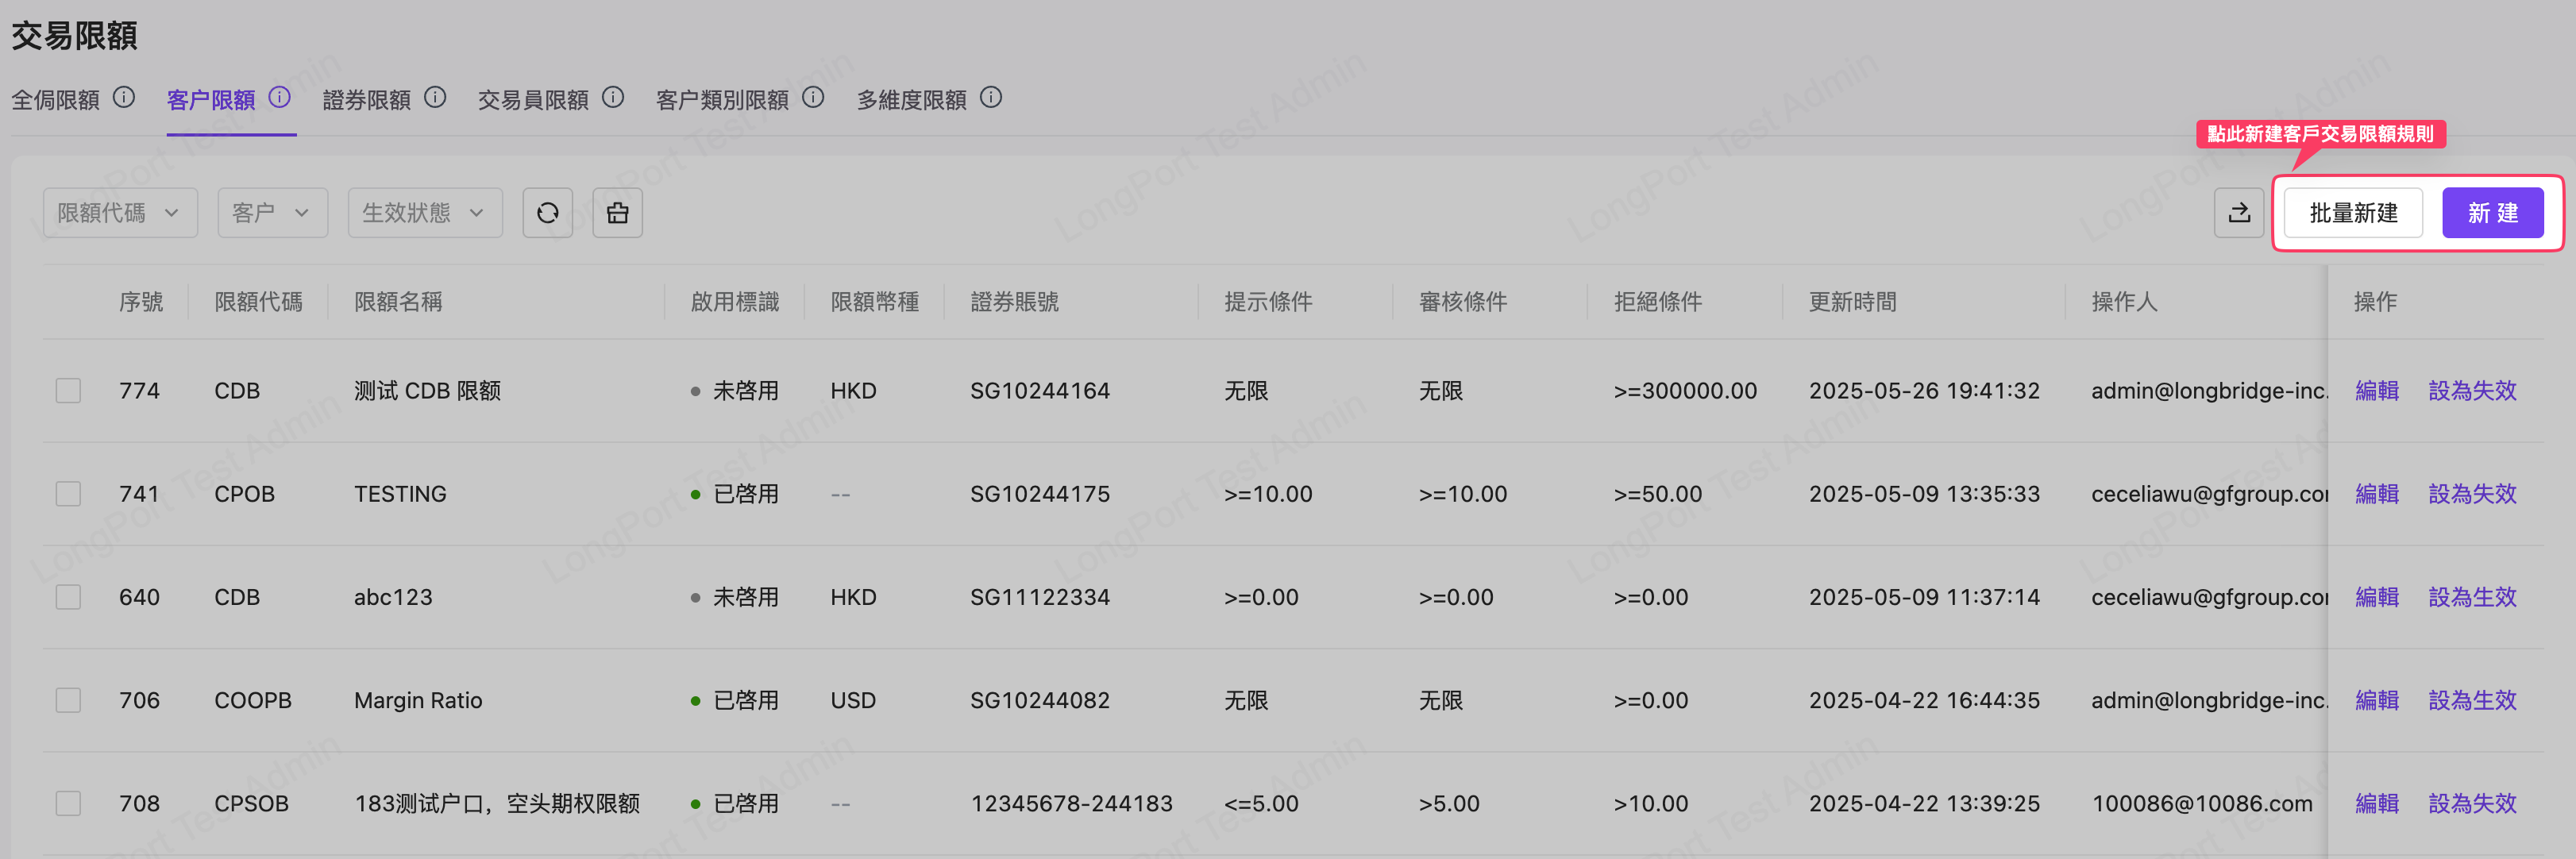 交易限額
全侷限額 客户限額 證券限額 交易員限額 客户類別限額 多維度限額
點此新建客戶交易限額規則
限額代碼 客户 生效狀態 批量新建 新 建
序號 限額代碼 限額名稱 啟用標識 限額幣種 證券賬號 提示條件 審核條件 拒絕條件 更新時間 操作人 操作
774 CDB 测试 CDB 限额 未啓用 HKD SG10244164 无限 无限 >=300000.00 2025-05-26 19:41:32 admin@longbridge-inc. 編輯 設為失效
741 CPOB TESTING 已啓用 -- SG10244175 >=10.00 >=10.00 >=50.00 2025-05-09 13:35:33 ceceliawu@gfgroup.co 編輯 設為失效
640 CDB abc123 未啓用 HKD SG11122334 >=0.00 >=0.00 >=0.00 2025-05-09 11:37:14 ceceliawu@gfgroup.co 編輯 設為生效
706 COOPB Margin Ratio 已啓用 USD SG10244082 无限 无限 >=0.00 2025-04-22 16:44:35 admin@longbridge-inc. 編輯 設為生效
708 CPSOB 183测试户口，空头期权限额 已啓用 -- 12345678-244183 <=5.00 >5.00 >10.00 2025-04-22 13:39:25 100086@10086.com 編輯 設為失效
LongPort Test Admin